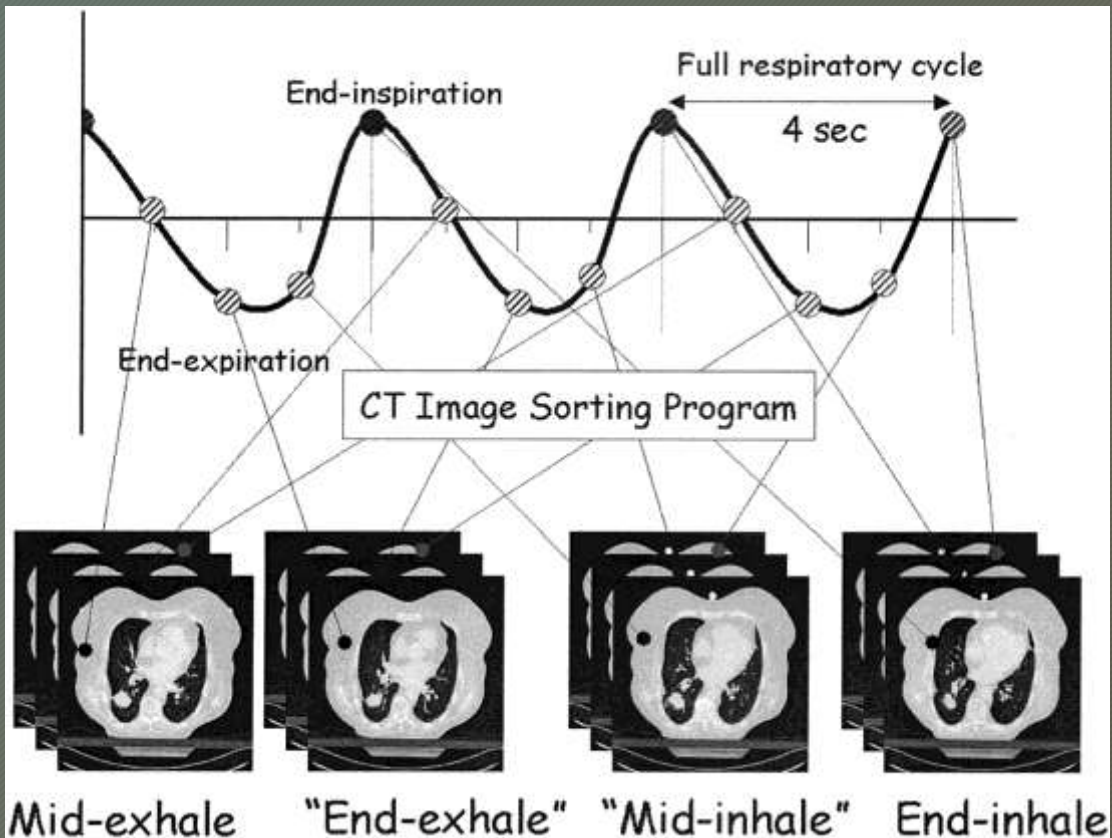 Full respiratory cycle
End-inspiration
4 sec
End-expiration
CT Image Sorting Program
Mid-exhale "End-exhale" "Mid-inhale" End-inhale